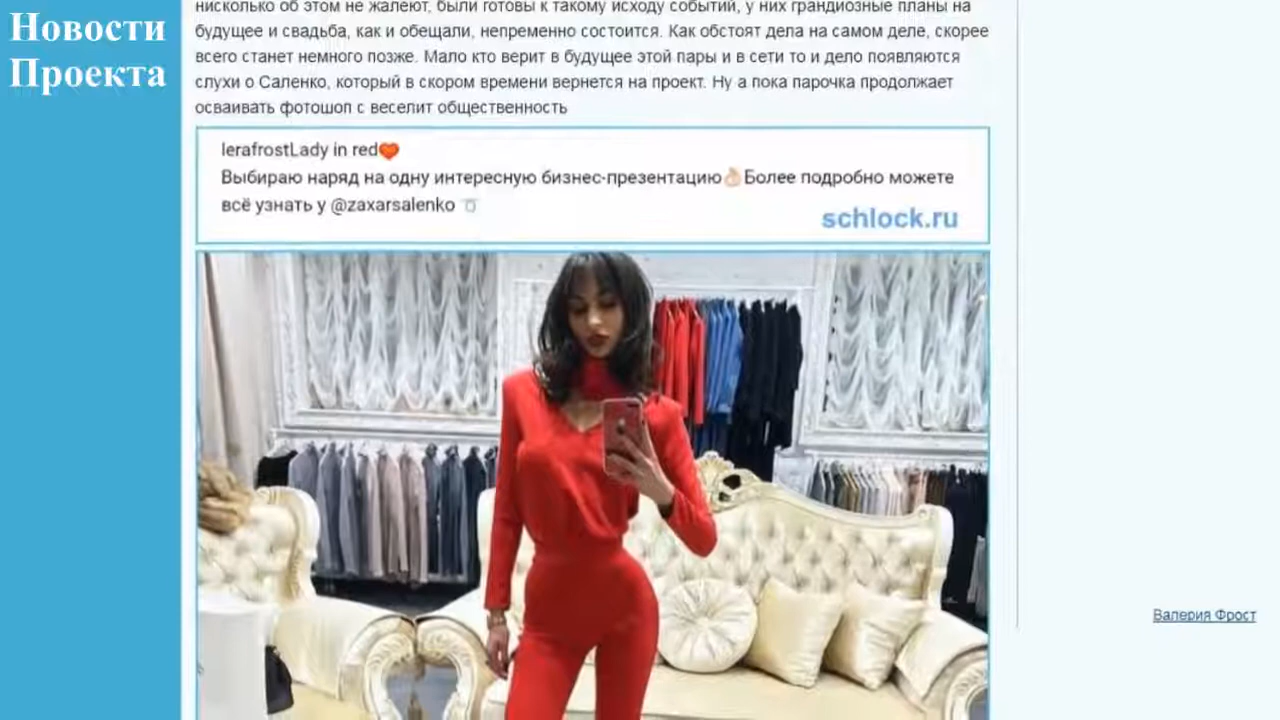 Новости
Проекта
нисколько об этом не жалеют, были готовы к такому исходу событий, у них грандиозные планы на
будущее и свадьба, как и обещали, непременно состоится. Как обстоят дела на самом деле, скорее
всего станет немного позже. Мало кто верит в будущее этой пары и в сети то и дело появляются
слухи о Саленко, который в скором времени вернется на проект. Ну а пока парочка продолжает
осваивать фотошоп с веселит общественность
lerafrostLady in red❤️
Выбираю наряд на одну интересную бизнес-презентацию👌🏻Более подробно можете
всё узнать у @zaxarsalenko
schlock.ru
Валерия Фрост